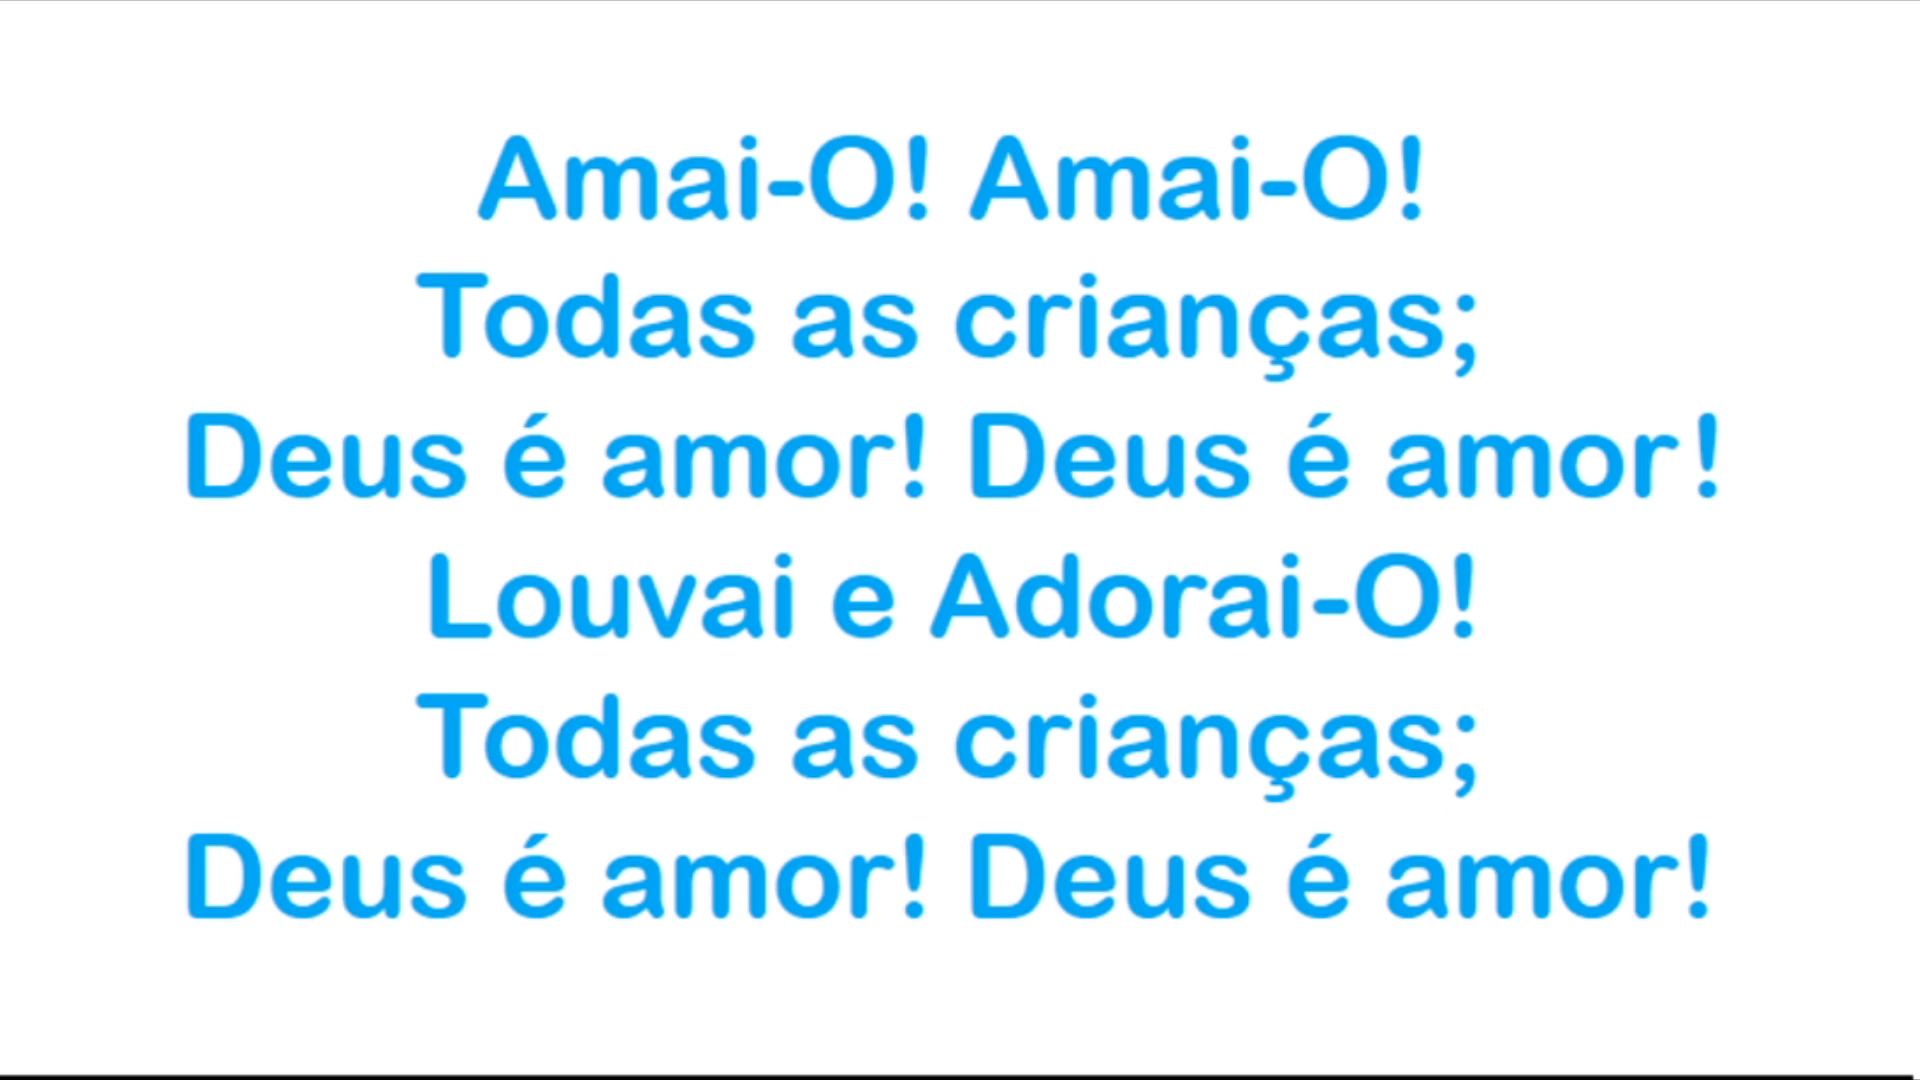 Amai-O! Amai-O!
Todas as crianças;
Deus é amor! Deus é amor!
Louvai e Adorai-O!
Todas as crianças;
Deus é amor! Deus é amor!